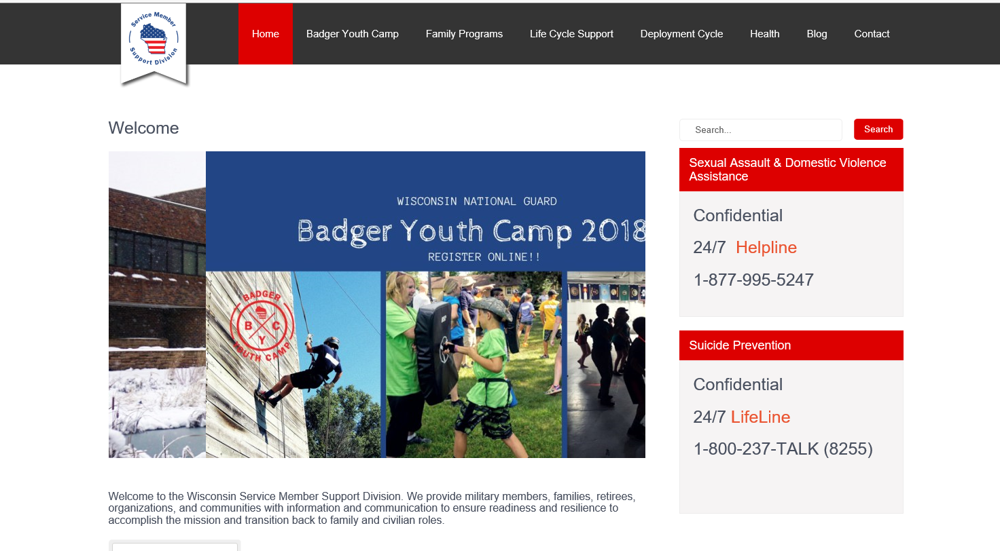 Service Member
Support Division
Home
Badger Youth Camp
Family Programs
Life Cycle Support
Deployment Cycle
Health
Blog
Contact
Welcome
Search...
Search
WISCONSIN NATIONAL GUARD
Badger Youth Camp 2018
REGISTER ONLINE!!
BADGER
B C
Y
YOUTH CAMP
Welcome to the Wisconsin Service Member Support Division. We provide military members, families, retirees,
organizations, and communities with information and communication to ensure readiness and resilience to
accomplish the mission and transition back to family and civilian roles.
Sexual Assault & Domestic Violence
Assistance
Confidential
24/7 Helpline
1-877-995-5247
Suicide Prevention
Confidential
24/7 LifeLine
1-800-237-TALK (8255)